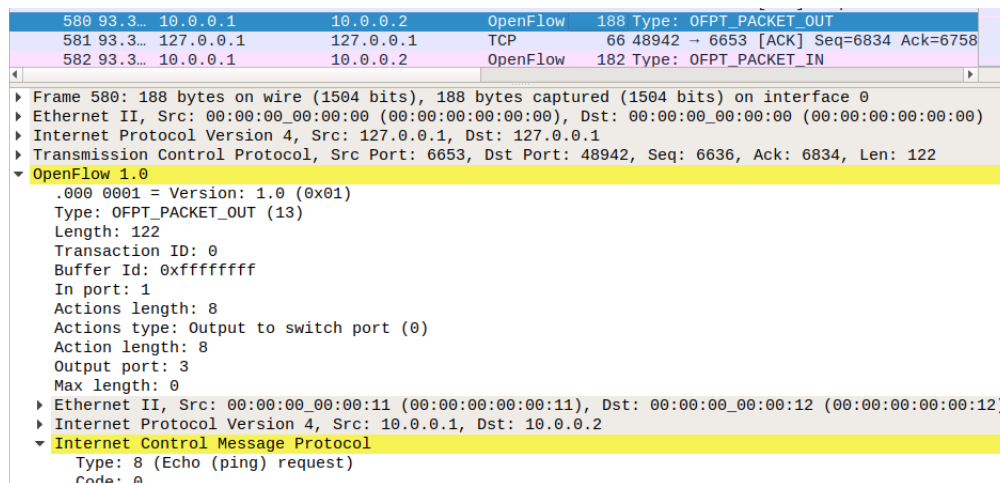 580 93.3… 10.0.0.1 10.0.0.2 OpenFlow 188 Type: OFPT_PACKET_OUT
581 93.3… 127.0.0.1 127.0.0.1 TCP 66 48942 → 6653 [ACK] Seq=6834 Ack=6758
582 93.3… 10.0.0.1 10.0.0.2 OpenFlow 182 Type: OFPT_PACKET_IN
Frame 580: 188 bytes on wire (1504 bits), 188 bytes captured (1504 bits) on interface 0
Ethernet II, Src: 00:00:00_00:00:00 (00:00:00:00:00:00), Dst: 00:00:00_00:00:00 (00:00:00:00:00:00)
Internet Protocol Version 4, Src: 127.0.0.1, Dst: 127.0.0.1
Transmission Control Protocol, Src Port: 6653, Dst Port: 48942, Seq: 6636, Ack: 6834, Len: 122
OpenFlow 1.0
.000 0001 = Version: 1.0 (0x01)
Type: OFPT_PACKET_OUT (13)
Length: 122
Transaction ID: 0
Buffer Id: 0xffffffff
In port: 1
Actions length: 8
Actions type: Output to switch port (0)
Action length: 8
Output port: 3
Max length: 0
Ethernet II, Src: 00:00:00_00:00:11 (00:00:00:00:00:11), Dst: 00:00:00_00:00:12 (00:00:00:00:00:12)
Internet Protocol Version 4, Src: 10.0.0.1, Dst: 10.0.0.2
Internet Control Message Protocol
Type: 8 (Echo (ping) request)
Code: 0